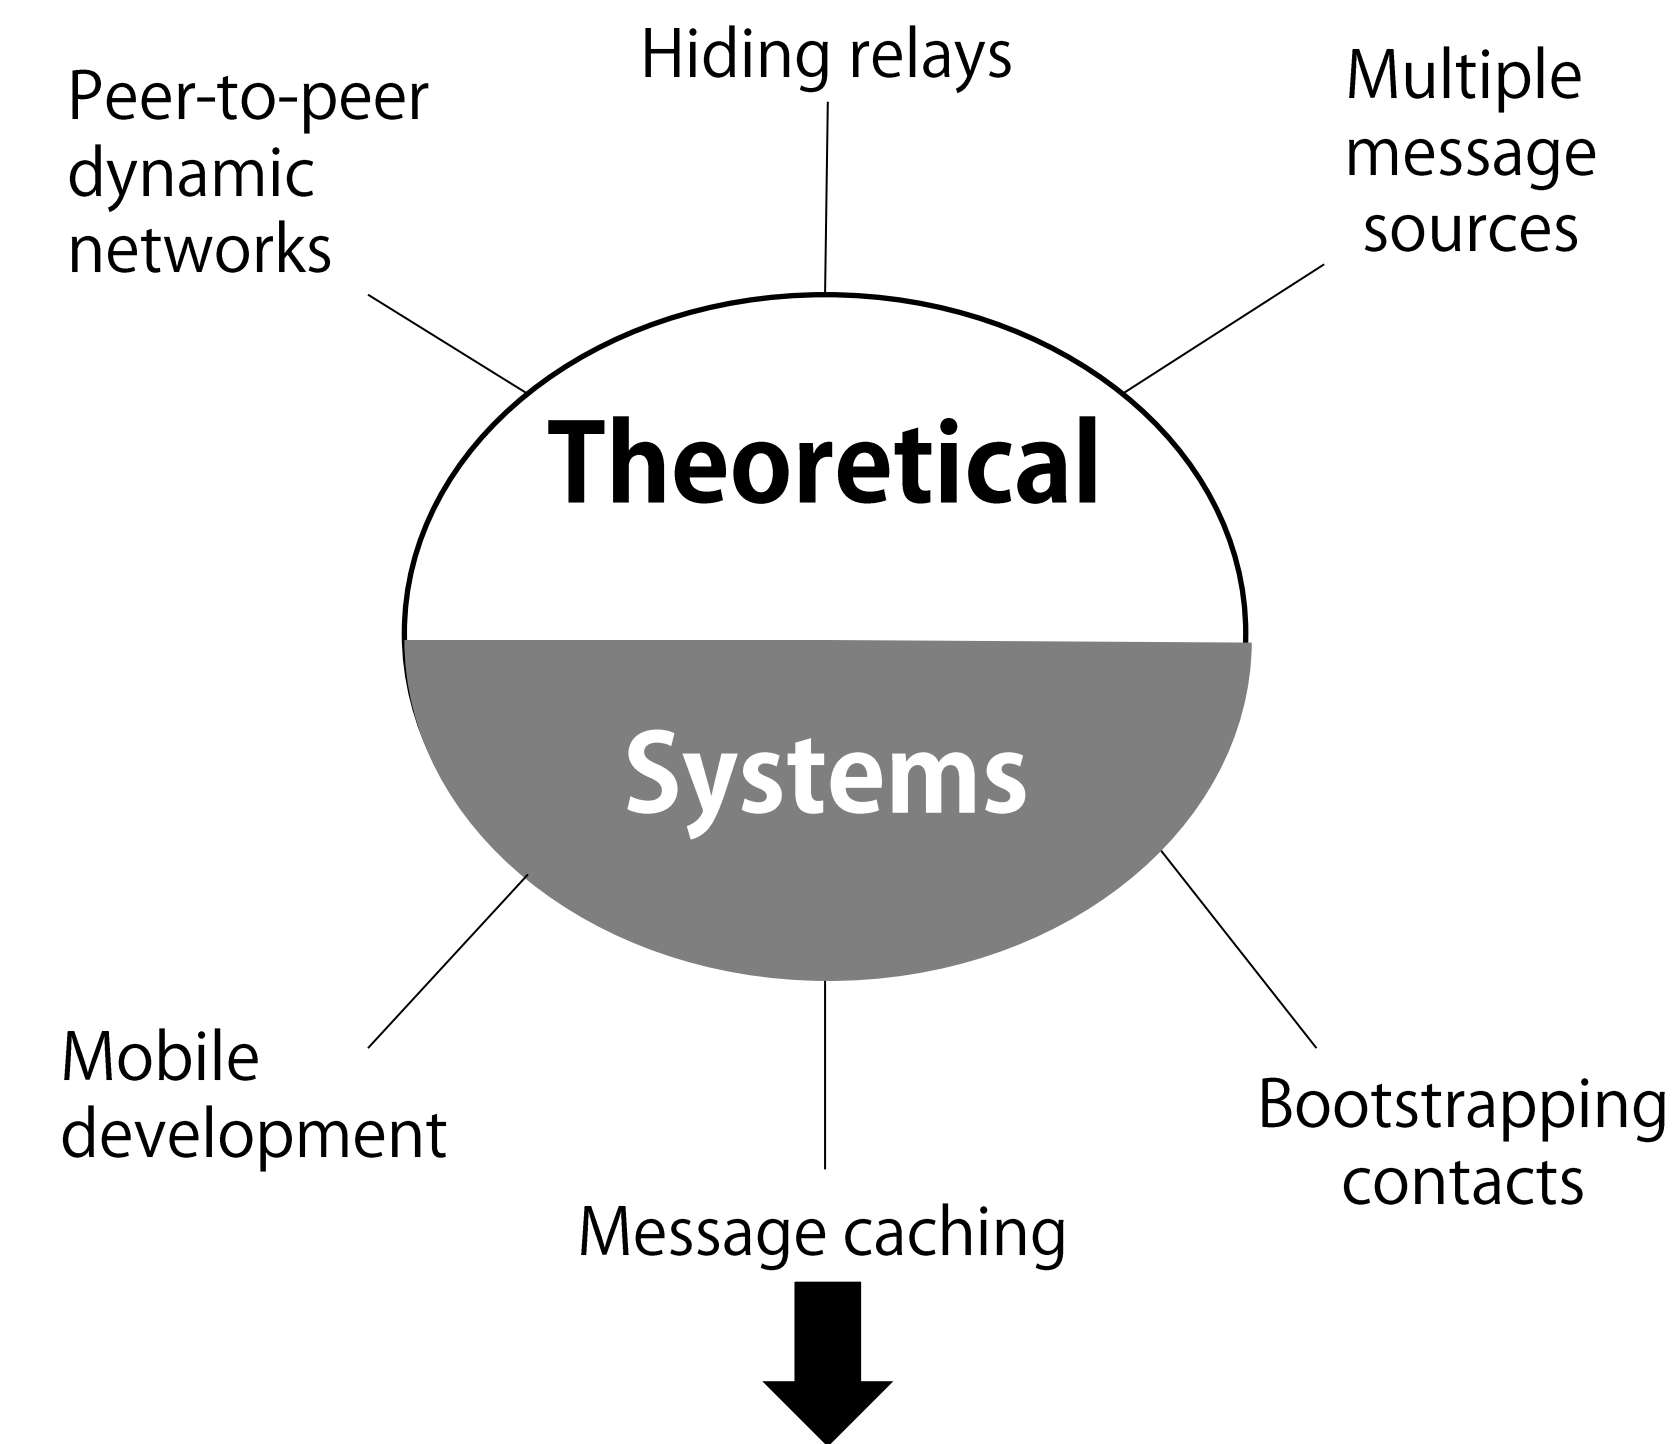 Hiding relays
Peer-to-peer
dynamic
networks
Multiple
message
sources
Theoretical
Systems
Mobile
development
Message caching
Bootstrapping
contacts